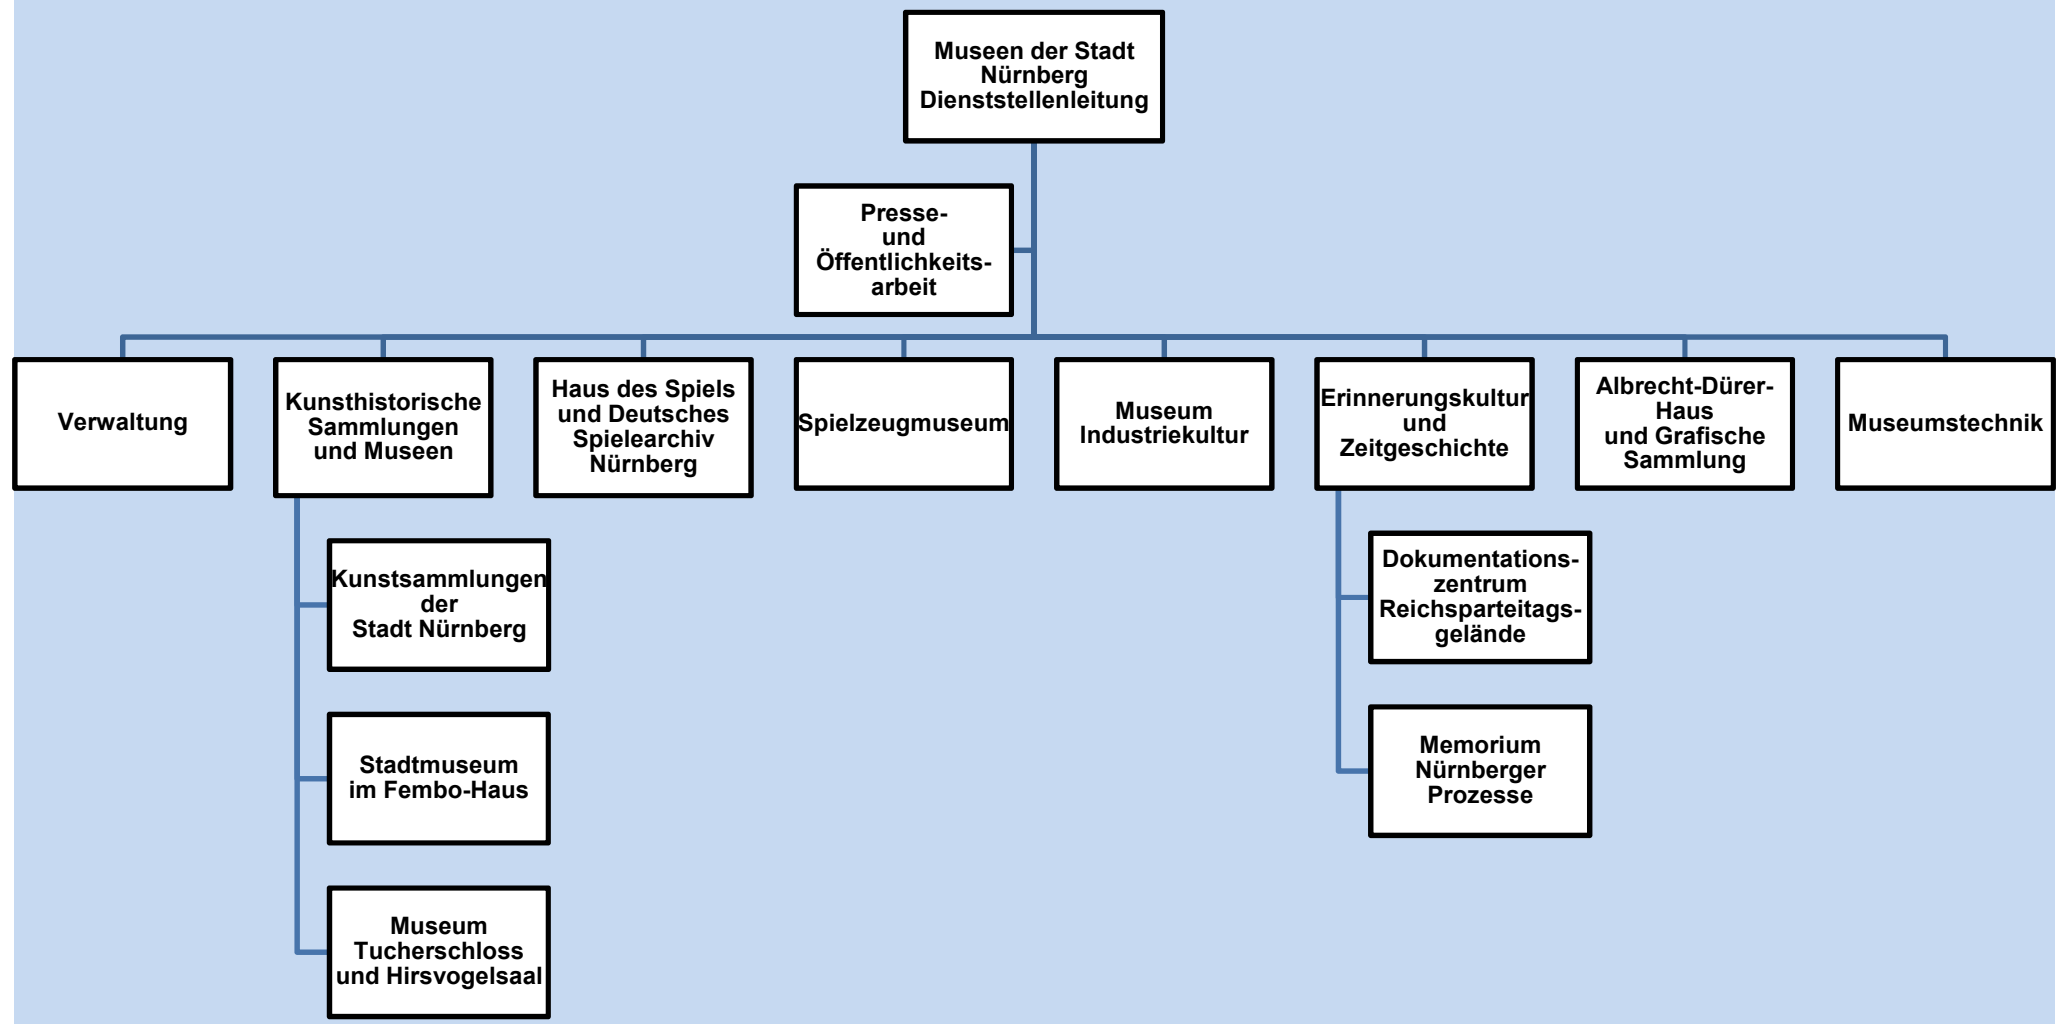 Museen der Stadt
Nürnberg
Dienststellenleitung
Presse-
und
Öffentlichkeits-
arbeit
Verwaltung
Kunsthistorische
Sammlungen
und Museen
Haus des Spiels
und Deutsches
Spielearchiv
Nürnberg
Spielzeugmuseum
Museum
Industriekultur
Erinnerungskultur
und
Zeitgeschichte
Albrecht-Dürer-
Haus
und Grafische
Sammlung
Museumstechnik
Kunstsammlungen
der
Stadt Nürnberg
Stadtmuseum
im Fembo-Haus
Museum
Tucherschloss
und Hirsvogelsaal
Dokumentations-
zentrum
Reichsparteitags-
gelände
Memorium
Nürnberger
Prozesse